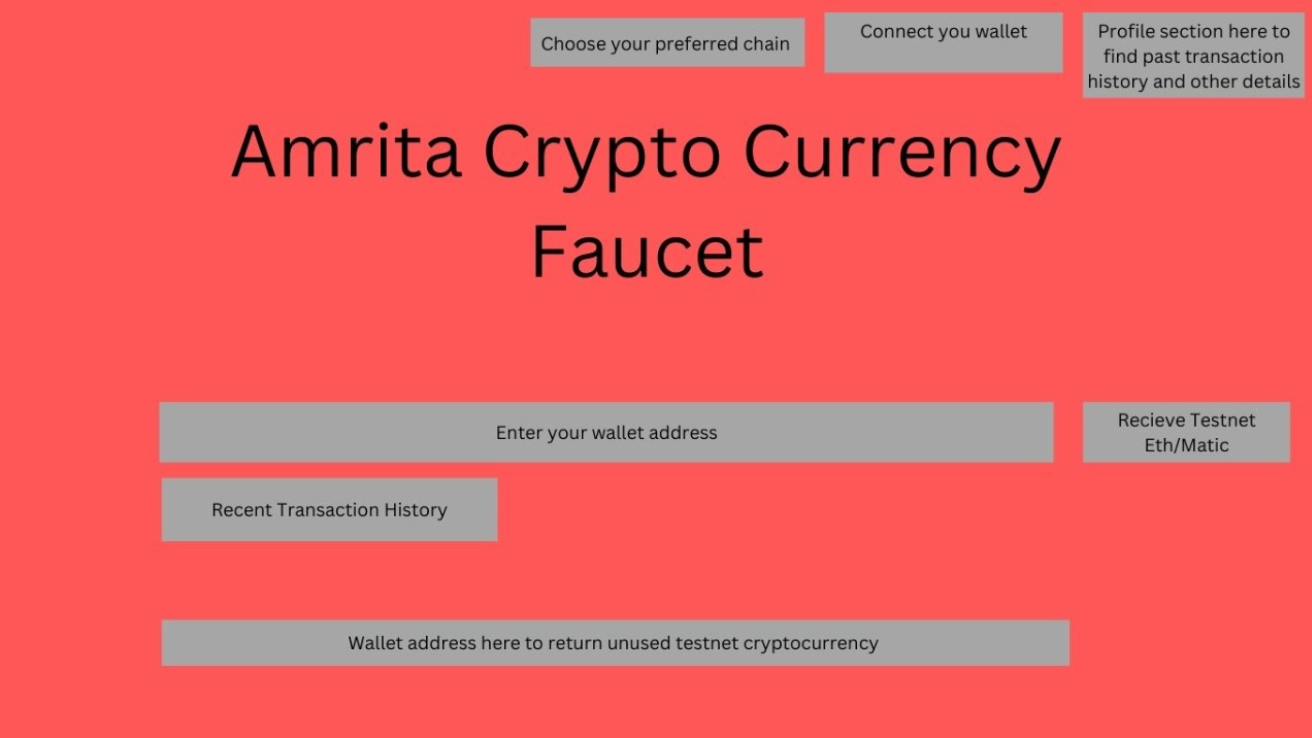 Choose your preferred chain
Connect you wallet
Profile section here to
find past transaction
history and other details
Amrita Crypto Currency
Faucet
Enter your wallet address
Recieve Testnet
Eth/Matic
Recent Transaction History
Wallet address here to return unused testnet cryptocurrency